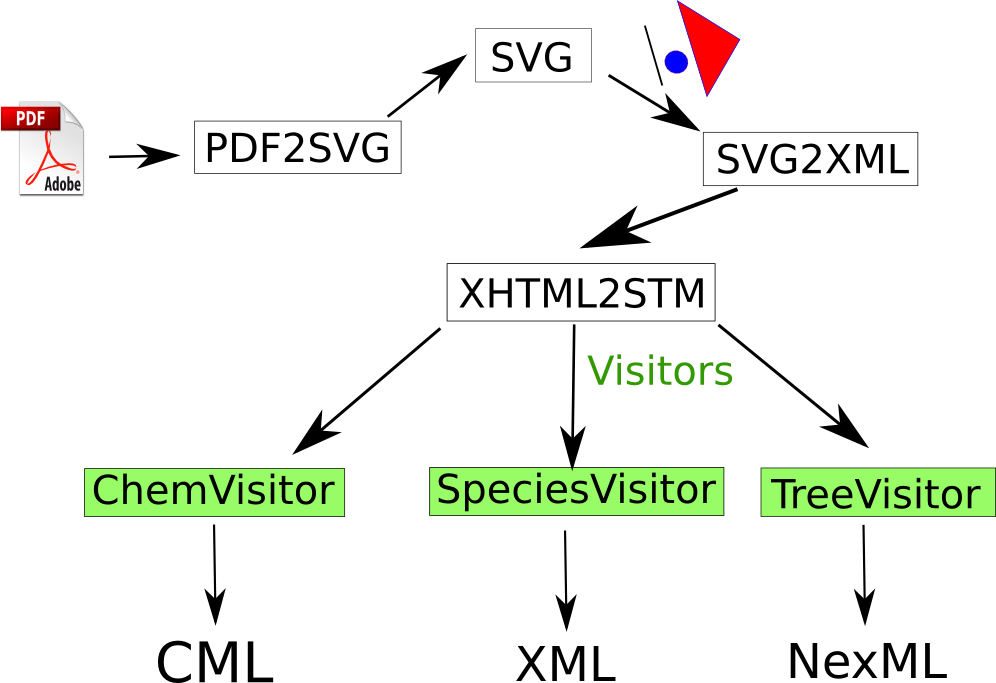 SVG
PDF
Adobe
PDF2SVG
SVG2XML
XHTML2STM
Visitors
ChemVisitor
SpeciesVisitor
TreeVisitor
CML
XML
NexML